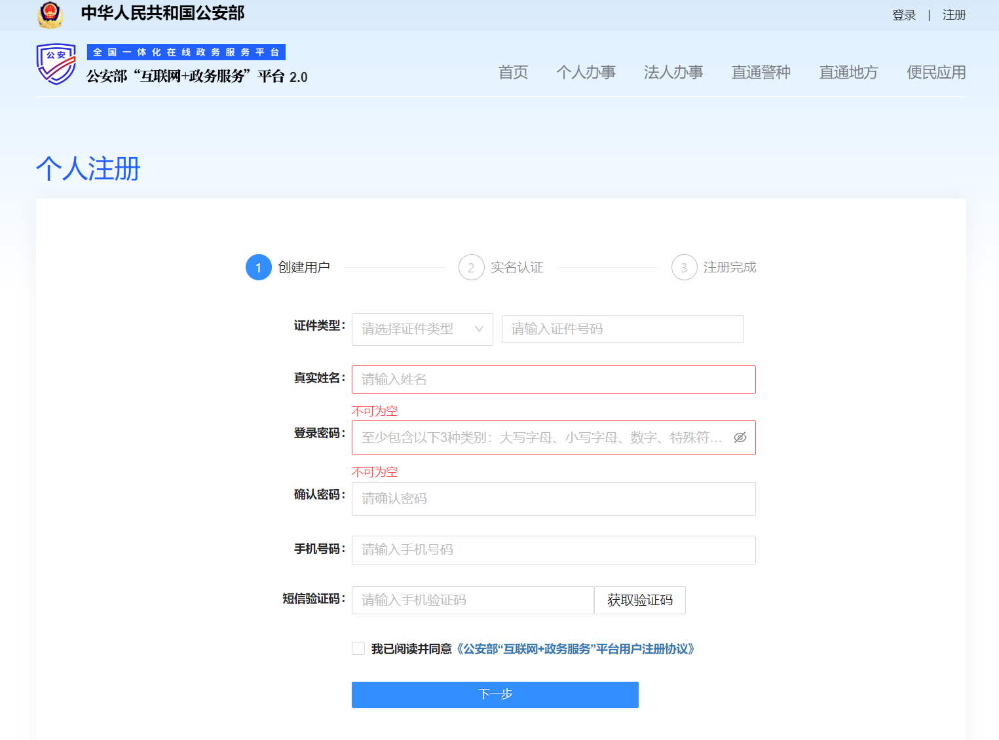 中华人民共和国公安部
登录 | 注册
公安
全国一体化在线政务服务平台
公安部“互联网+政务服务”平台 2.0
首页 个人办事 法人办事 直通警种 直通地方 便民应用
个人注册
1 创建用户 2 实名认证 3 注册完成
证件类型： 请选择证件类型 请输入证件号码
真实姓名： 请输入姓名
不可为空
登录密码： 至少包含以下3种类别：大写字母、小写字母、数字、特殊符...
不可为空
确认密码： 请确认密码
手机号码： 请输入手机号码
短信验证码： 请输入手机验证码 获取验证码
我已阅读并同意《公安部“互联网+政务服务”平台用户注册协议》
下一步